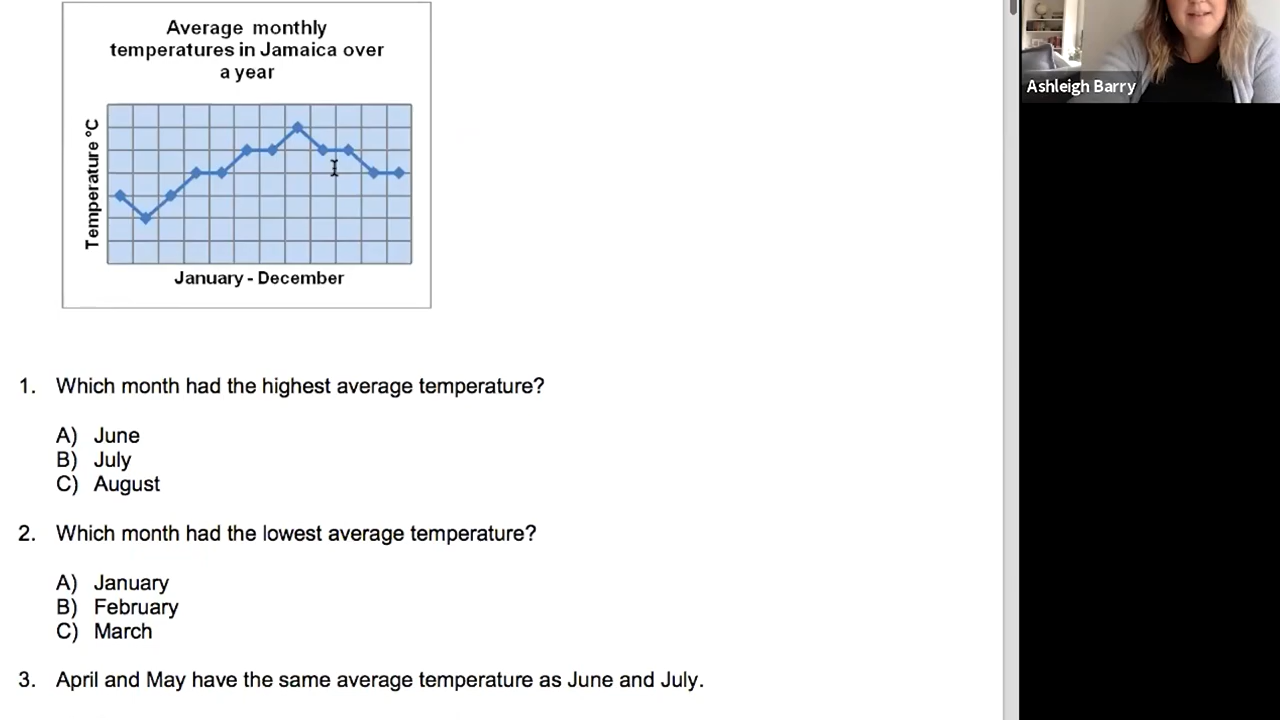 Average monthly
temperatures in Jamaica over
a year
Temperature °C
January - December
1. Which month had the highest average temperature?
A) June
B) July
C) August
2. Which month had the lowest average temperature?
A) January
B) February
C) March
3. April and May have the same average temperature as June and July.
Ashleigh Barry